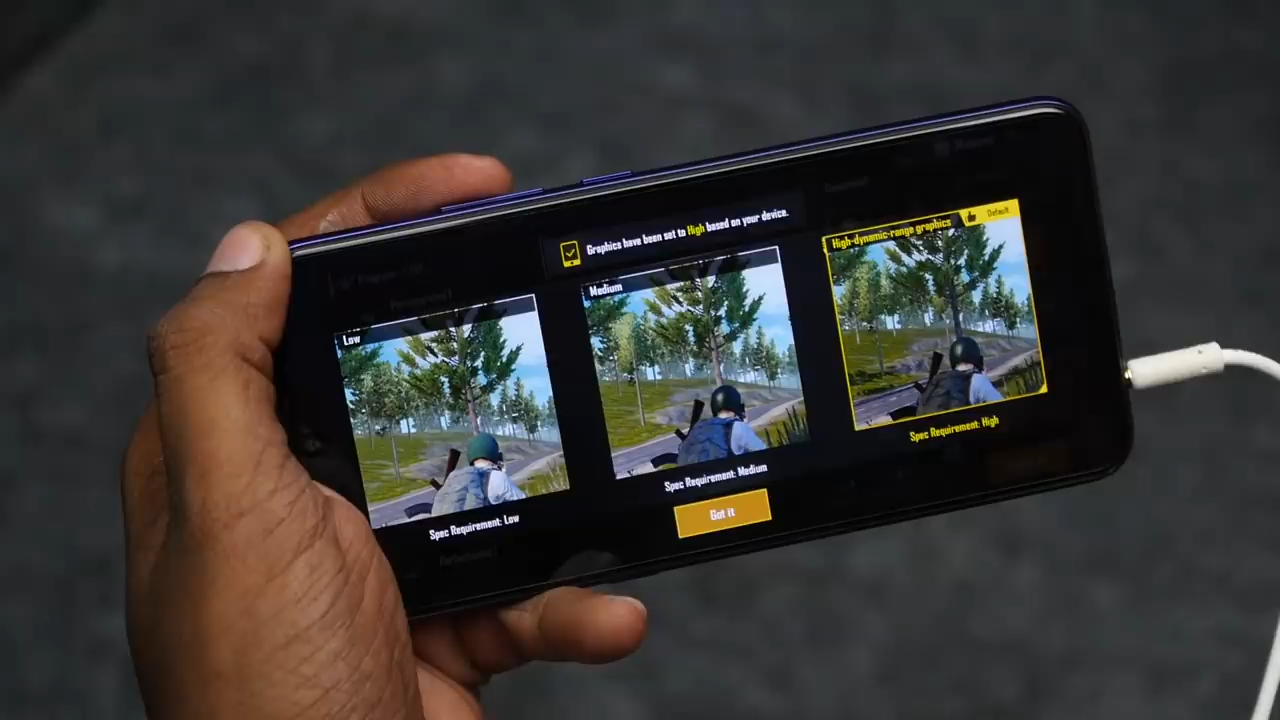 Graphics have been set to High based on your device.
Low
Medium
High-dynamic-range graphics
Default
Spec Requirement: Low
Spec Requirement: Medium
Spec Requirement: High
Got it